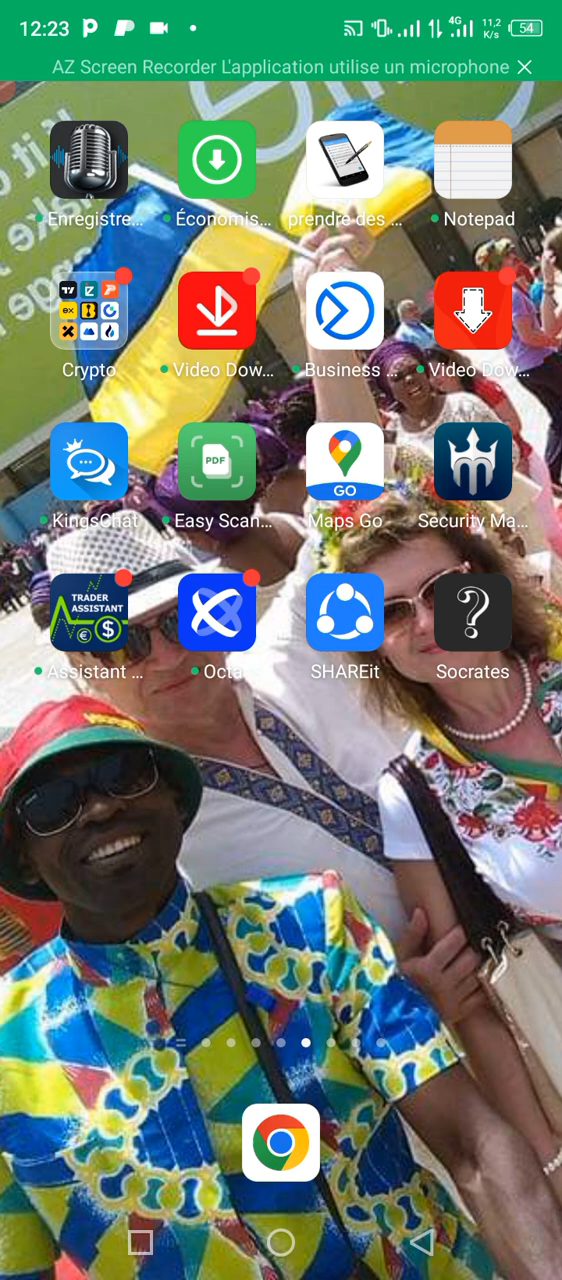 12:23
4G
11,2
K/s
54
AZ Screen Recorder L'application utilise un microphone
Enregistre...
Économis...
prendre des ...
Notepad
Crypto
Video Dow...
Business ...
Video Dow...
PDF
GO
KingsChat
Easy Scan...
Maps Go
Security Ma...
TRADER
ASSISTANT
€
$
?
Assistant ...
Octa
SHAREit
Socrates